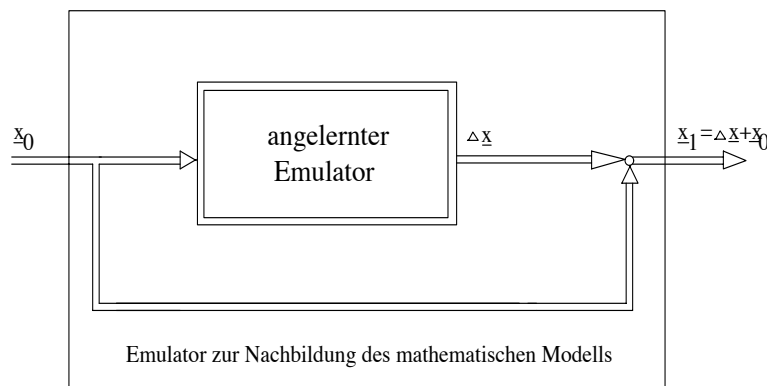 x₀
angelernter
Emulator
△x
x₁=△x+x₀
Emulator zur Nachbildung des mathematischen Modells